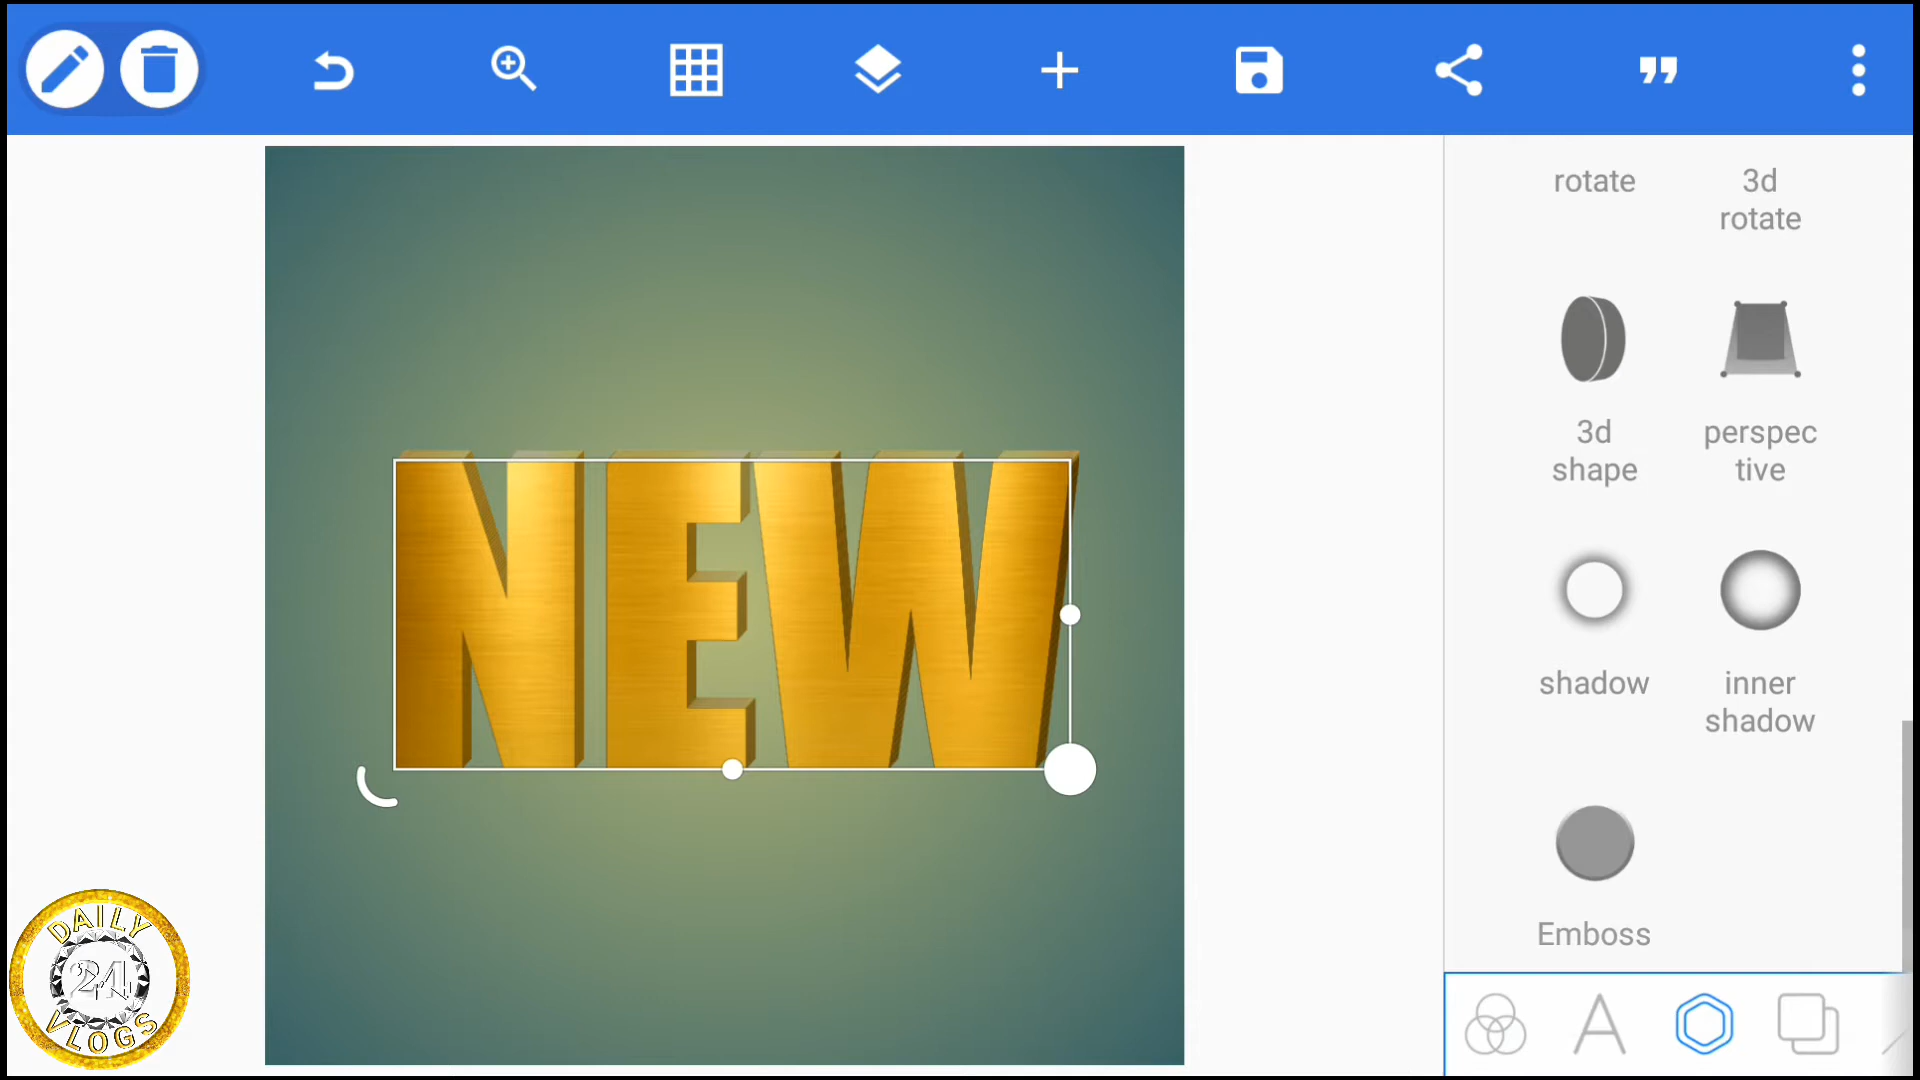 rotate
3d
rotate
NEW
3d
shape
perspec
tive
shadow
inner
shadow
Emboss
DAILY
24
VLOGS